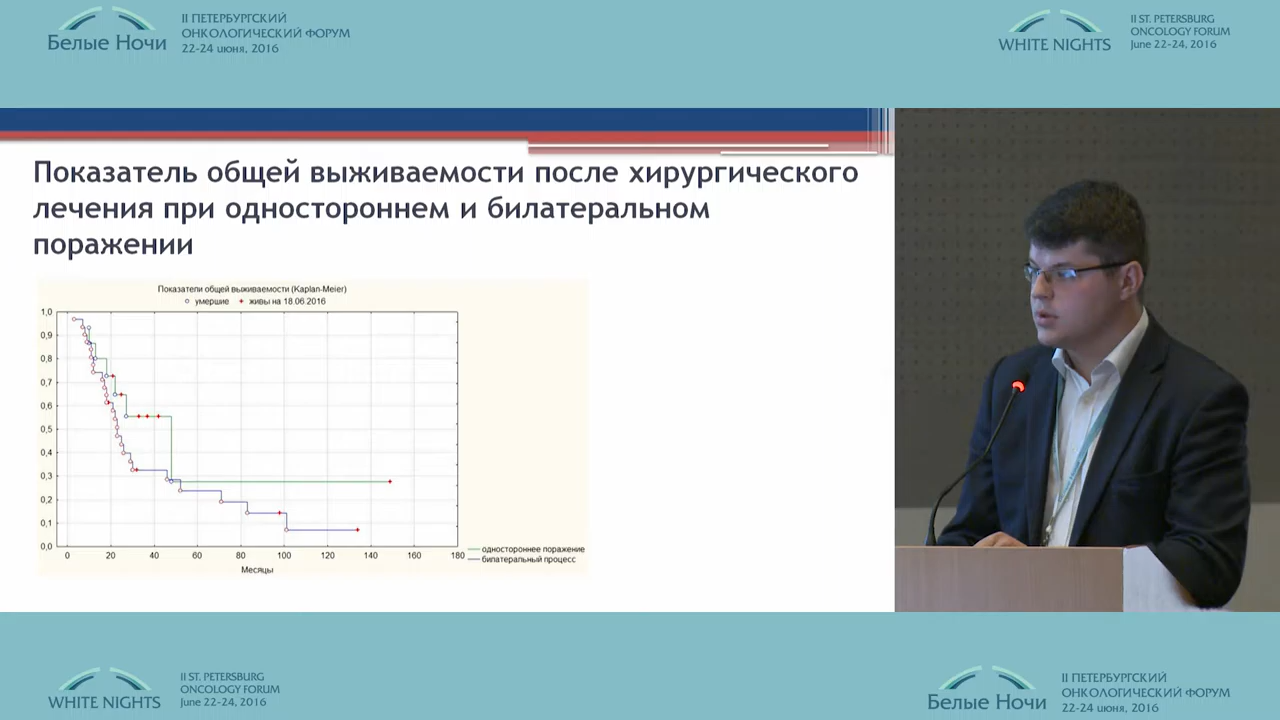 II ПЕТЕРБУРГСКИЙ
ОНКОЛОГИЧЕСКИЙ ФОРУМ
22-24 июня, 2016
Белые Ночи
II ST. PETERSBURG
ONCOLOGY FORUM
June 22-24, 2016
WHITE NIGHTS
Показатель общей выживаемости после хирургического
лечения при одностороннем и билатеральном
поражении
Показатели общей выживаемости (Kaplan-Meier)
умершие живы на 18.06.2016
1,0
0,9
0,8
0,7
0,6
0,5
0,4
0,3
0,2
0,1
0,0
0 20 40 60 80 100 120 140 160 180
Месяцы
одностороннее поражение
билатеральный процесс
II ST. PETERSBURG
ONCOLOGY FORUM
June 22-24, 2016
WHITE NIGHTS
II ПЕТЕРБУРГСКИЙ
ОНКОЛОГИЧЕСКИЙ ФОРУМ
22-24 июня, 2016
Белые Ночи